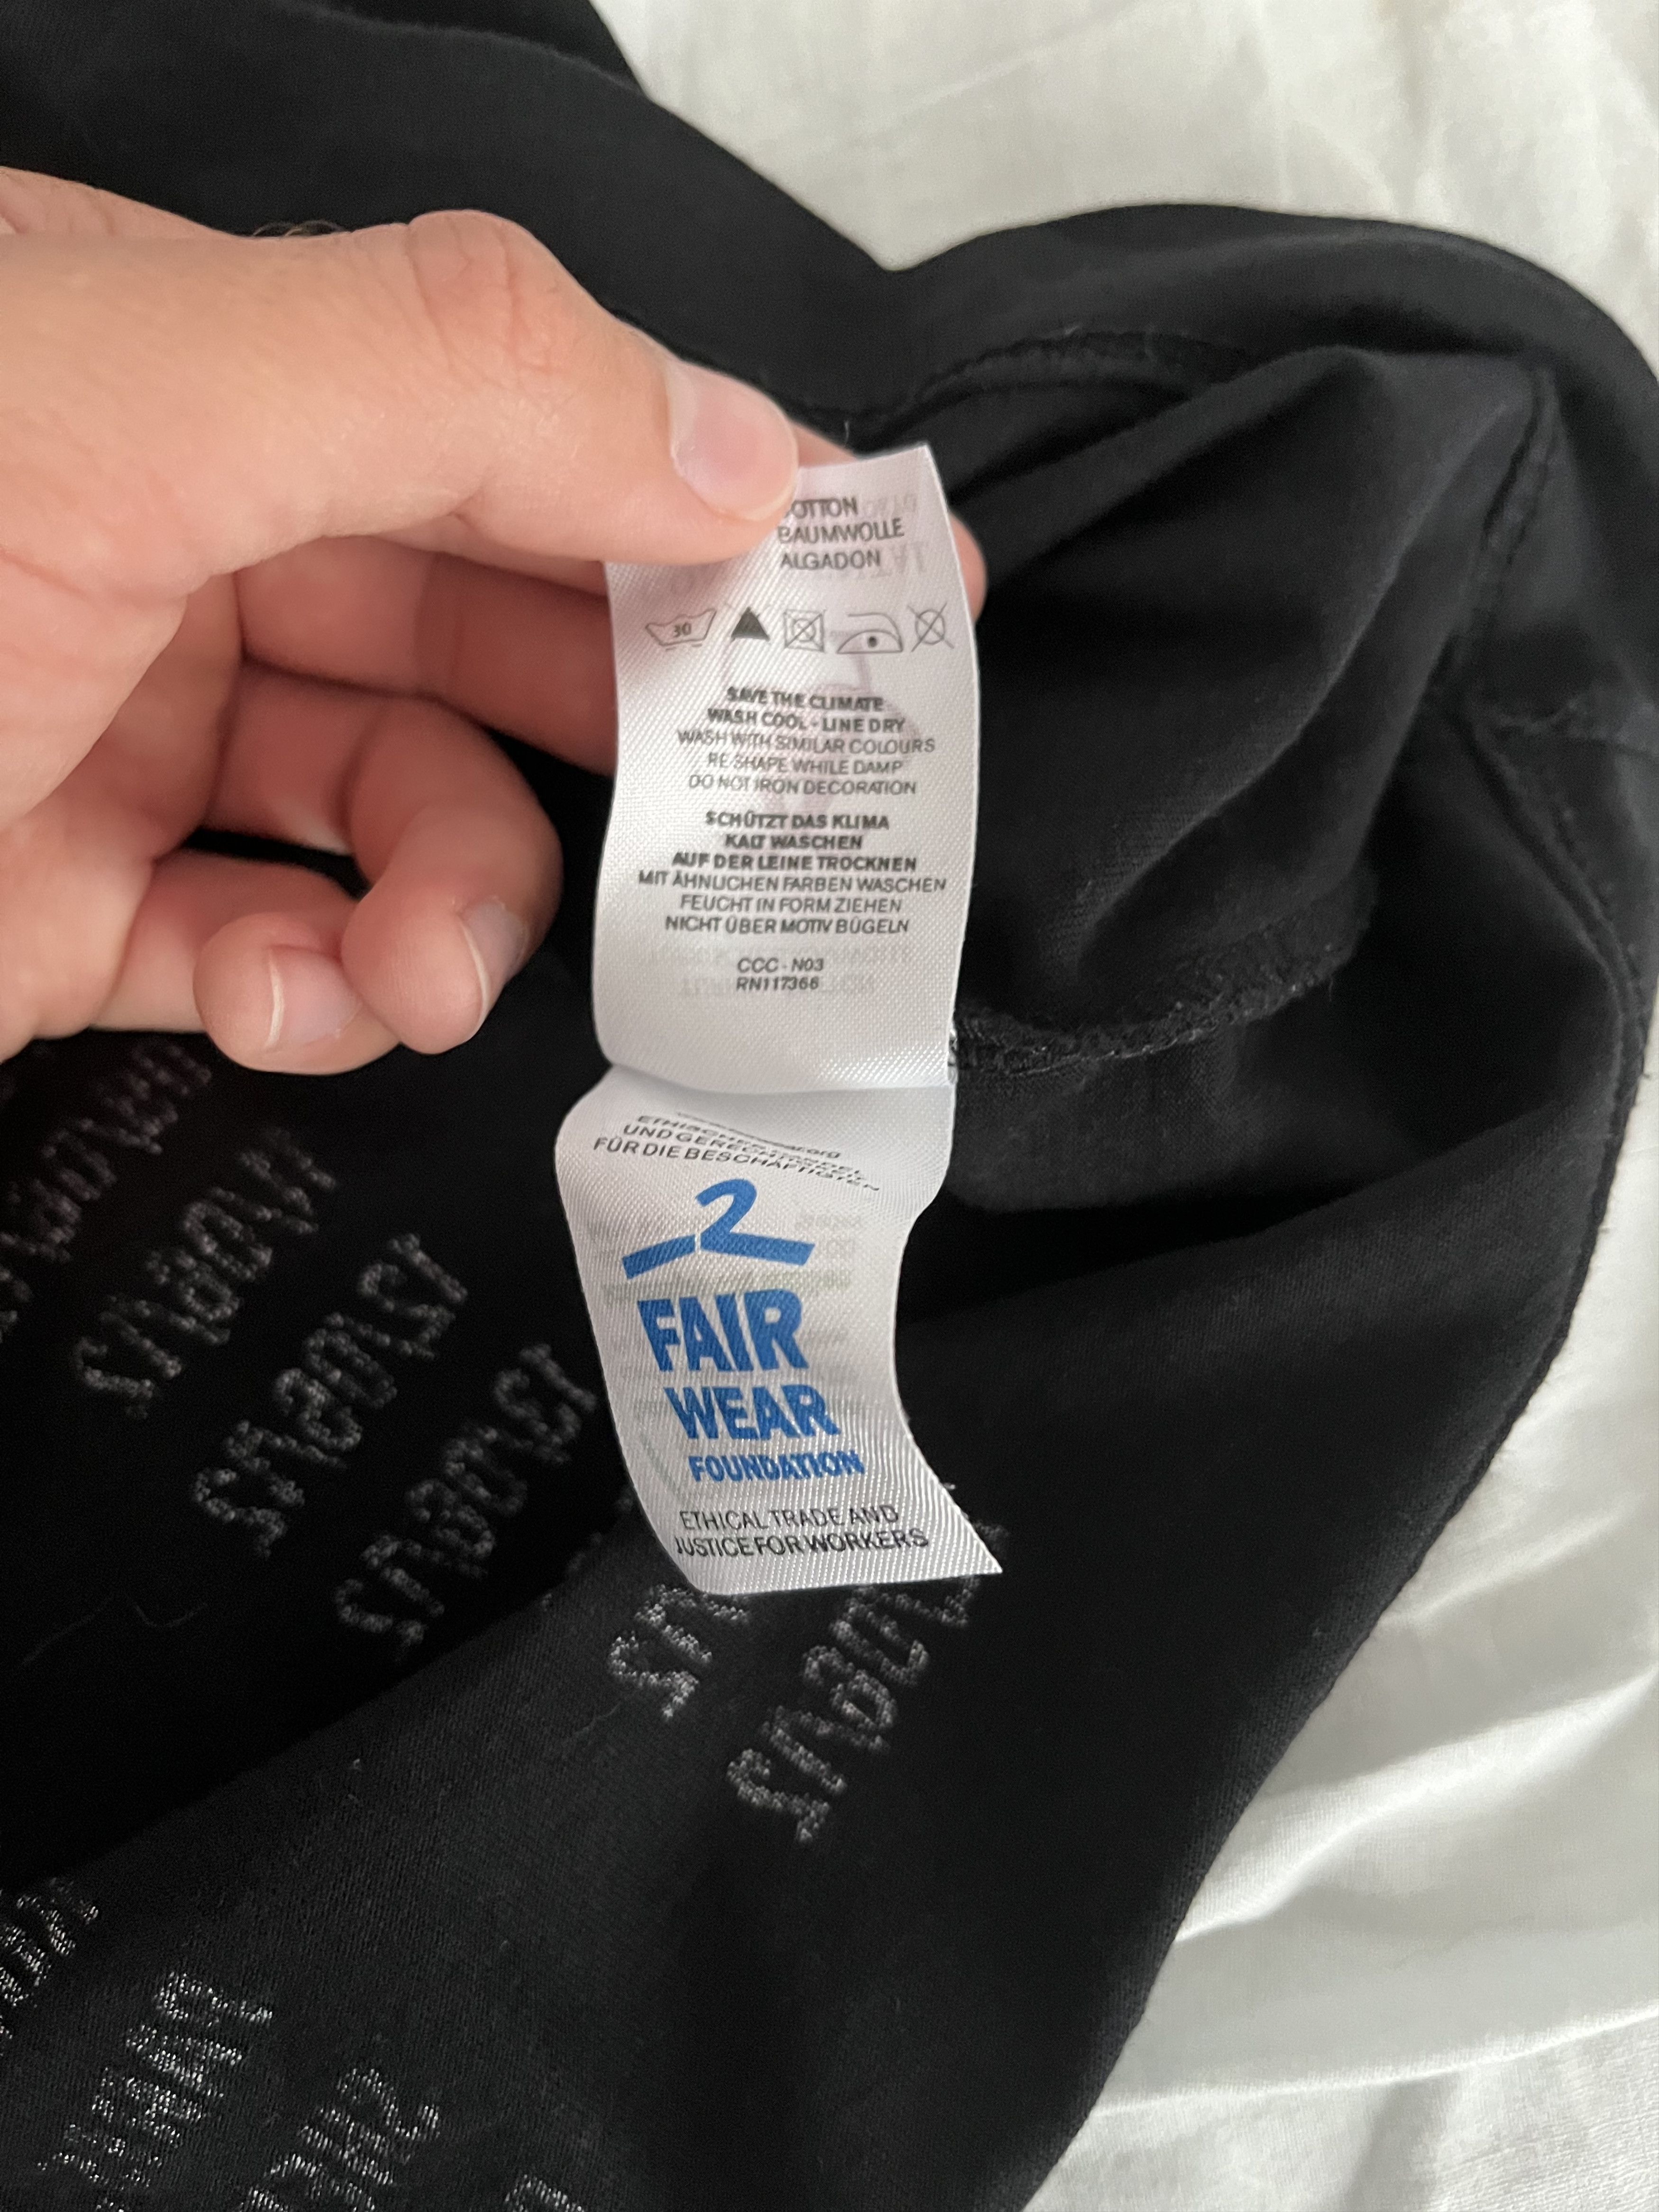 COTTON
BAUMWOLLE
ALGADON
30
SAVE THE CLIMATE
WASH COOL - LINE DRY
WASH WITH SIMILAR COLOURS
RE-SHAPE WHILE DAMP
DO NOT IRON DECORATION
SCHÜTZT DAS KLIMA
KALT WASCHEN
AUF DER LEINE TROCKNEN
MIT ÄHNLICHEN FARBEN WASCHEN
FEUCHT IN FORM ZIEHEN
NICHT ÜBER MOTIV BÜGELN
CCC - N03
RN117366
ETHISCHER
UND GERECHTIGKEIT
FÜR DIE BESCHÄFTIGTEN
FAIR
WEAR
FOUNDATION
ETHICAL TRADE AND
JUSTICE FOR WORKERS